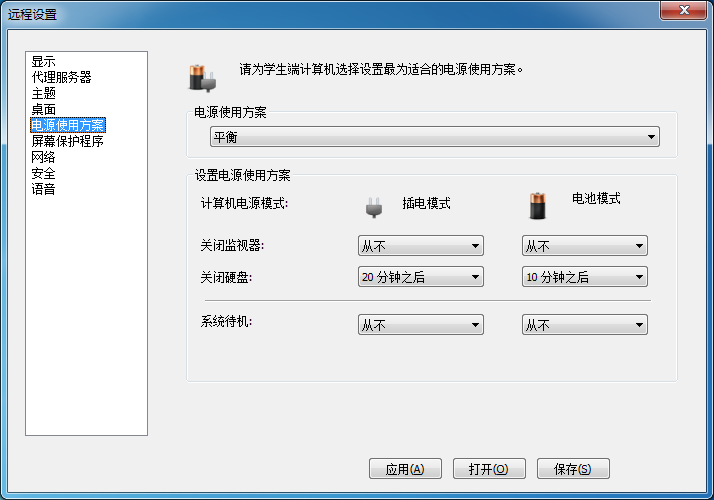 远程设置
显示
代理服务器
主题
桌面
电源使用方案
屏幕保护程序
网络
安全
语音
请为学生端计算机选择设置最为适合的电源使用方案。
电源使用方案
平衡
设置电源使用方案
计算机电源模式: 插电模式 电池模式
关闭监视器: 从不 从不
关闭硬盘: 20 分钟之后 10 分钟之后
系统待机: 从不 从不
应用(A) 打开(O) 保存(S)